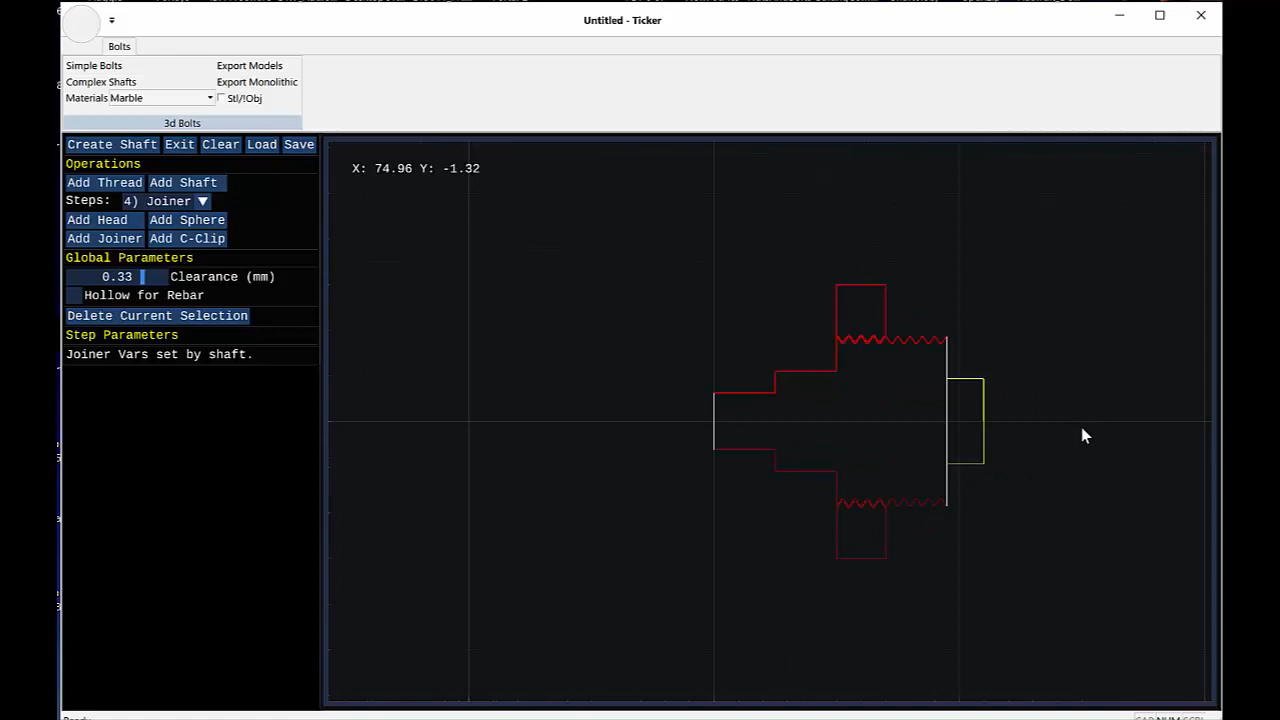 Untitled - Ticker
Bolts
Simple Bolts Export Models
Complex Shafts Export Monolithic
Materials Marble Stl/!Obj
3d Bolts
Create Shaft Exit Clear Load Save
Operations
Add Thread Add Shaft
Steps: 4) Joiner
Add Head Add Sphere
Add Joiner Add C-Clip
Global Parameters
0.33 Clearance (mm)
Hollow for Rebar
Delete Current Selection
Step Parameters
Joiner Vars set by shaft.
X: 74.96 Y: -1.32